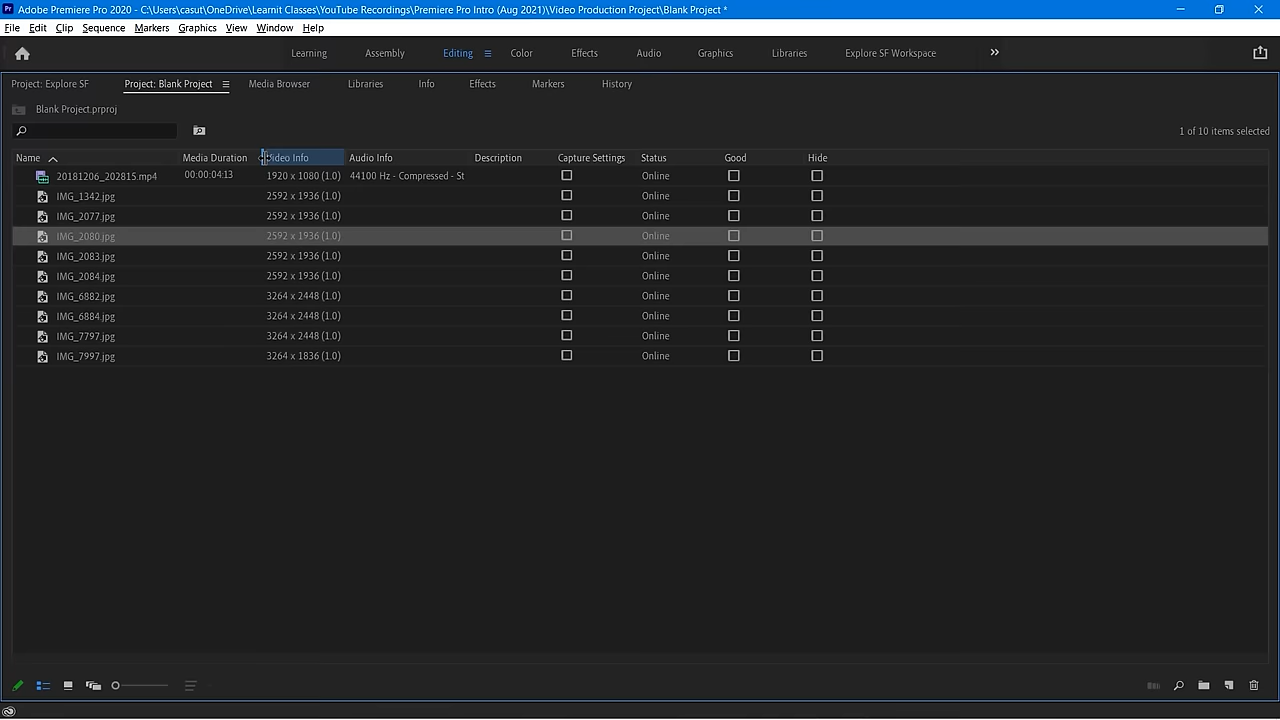 Adobe Premiere Pro 2020 - C:\Users\casut\OneDrive\Learnit Classes\YouTube Recordings\Premiere Pro Intro (Aug 2021)\Video Production Project\Blank Project *
File Edit Clip Sequence Markers Graphics View Window Help
Learning Assembly Editing Color Effects Audio Graphics Libraries Explore SF Workspace
Project: Explore SF Project: Blank Project Media Browser Libraries Info Effects Markers History
Blank Project.prproj
1 of 10 items selected
Name Media Duration Video Info Audio Info Description Capture Settings Status Good Hide
20181206_202815.mp4 00:00:04:13 1920 x 1080 (1.0) 44100 Hz - Compressed - St Online
IMG_1342.jpg 2592 x 1936 (1.0) Online
IMG_2077.jpg 2592 x 1936 (1.0) Online
IMG_2080.jpg 2592 x 1936 (1.0) Online
IMG_2083.jpg 2592 x 1936 (1.0) Online
IMG_2084.jpg 2592 x 1936 (1.0) Online
IMG_6882.jpg 3264 x 2448 (1.0) Online
IMG_6884.jpg 3264 x 2448 (1.0) Online
IMG_7797.jpg 3264 x 2448 (1.0) Online
IMG_7997.jpg 3264 x 1836 (1.0) Online